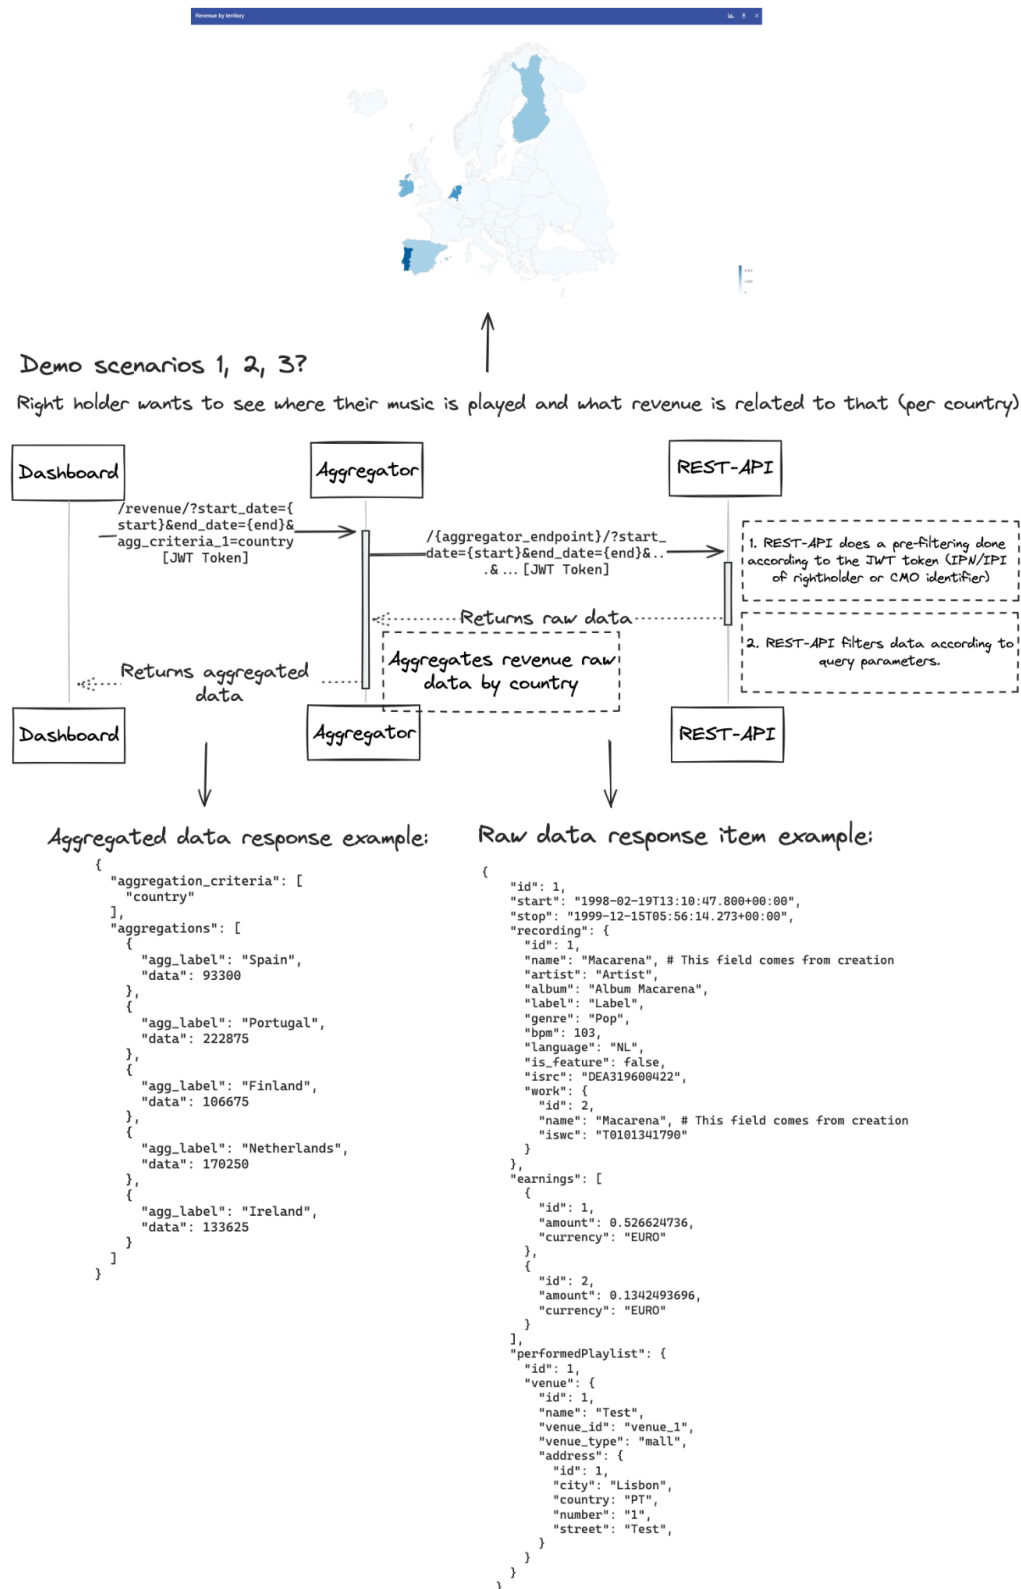 Revenue by territory
Demo scenarios 1, 2, 3?
Right holder wants to see where their music is played and what revenue is related to that (per country)
Dashboard
Aggregator
REST-API
/revenue/?start_date={
start}&end_date={end}&
agg_criteria_1=country
[JWT Token]
/{aggregator_endpoint}/?start_
date={start}&end_date={end}&..
.&... [JWT Token]
1. REST-API does a pre-filtering done
according to the JWT token (IPN/IPI
of rightholder or CMO identifier)
Returns raw data
2. REST-API filters data according to
query parameters.
Aggregates revenue raw
data by country
Returns aggregated
data
Dashboard
Aggregator
REST-API
Aggregated data response example:
{
"aggregation_criteria": [
"country"
],
"aggregations": [
{
"agg_label": "Spain",
"data": 93300
},
{
"agg_label": "Portugal",
"data": 222875
},
{
"agg_label": "Finland",
"data": 106675
},
{
"agg_label": "Netherlands",
"data": 170250
},
{
"agg_label": "Ireland",
"data": 133625
}
]
}
Raw data response item example:
{
"id": 1,
"start": "1998-02-19T13:10:47.800+00:00",
"stop": "1999-12-15T05:56:14.273+00:00",
"recording": {
"id": 1,
"name": "Macarena", # This field comes from creation
"artist": "Artist",
"album": "Album Macarena",
"label": "Label",
"genre": "Pop",
"bpm": 103,
"language": "NL",
"is_feature": false,
"isrc": "DEA319600422",
"work": {
"id": 2,
"name": "Macarena", # This field comes from creation
"iswc": "T0101341790"
}
},
"earnings": [
{
"id": 1,
"amount": 0.526624736,
"currency": "EURO"
},
{
"id": 2,
"amount": 0.1342493696,
"currency": "EURO"
}
],
"performedPlaylist": {
"id": 1,
"venue": {
"id": 1,
"name": "Test",
"venue_id": "venue_1",
"venue_type": "mall",
"address": {
"id": 1,
"city": "Lisbon",
"country: "PT",
"number": "1",
"street": "Test",
}
}
}
}